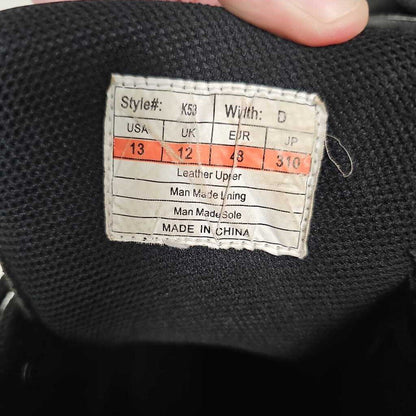 Style#: K53 Width: D
USA UK EUR JP
13 12 48 310
Leather Upper
Man Made Lining
Man Made Sole
MADE IN CHINA